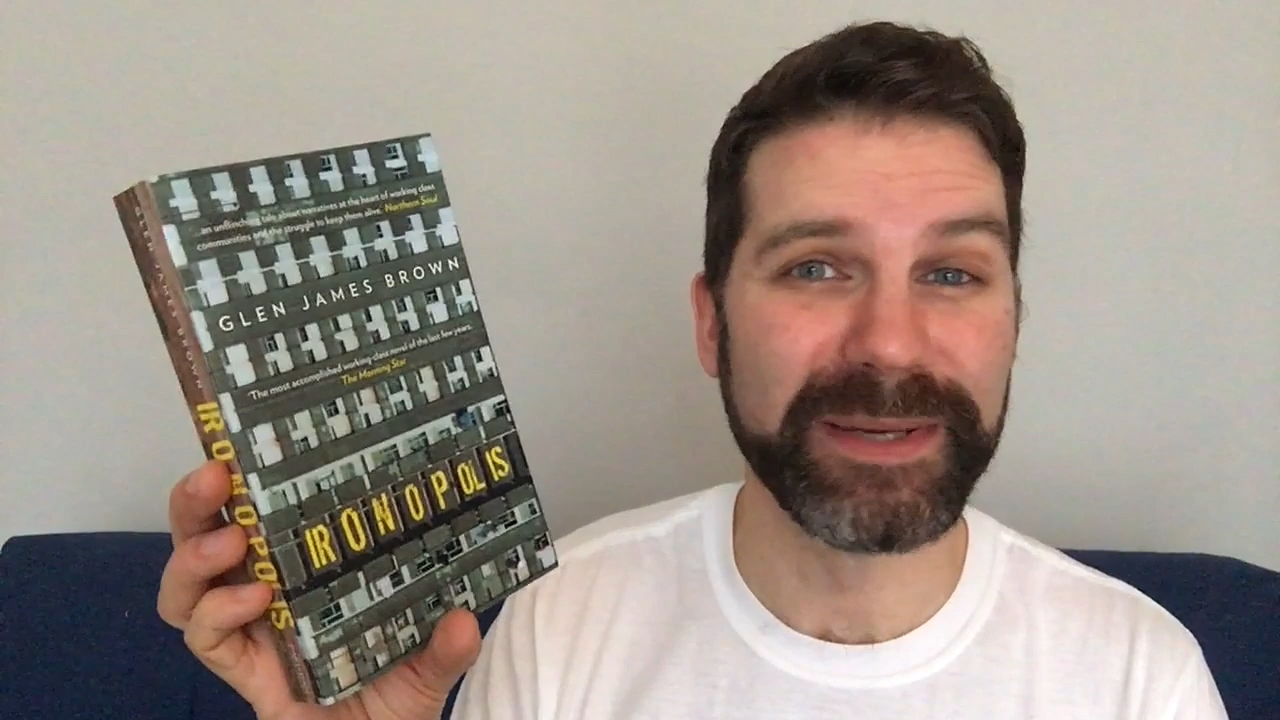 ...an unflinching tale about narratives at the heart of working class
communities and the struggle to keep them alive.' Northern Soul
GLEN JAMES BROWN
'The most accomplished working-class novel of the last few years.'
The Morning Star
IRONOPOLIS
GLEN JAMES BROWN
IRONOPOLIS